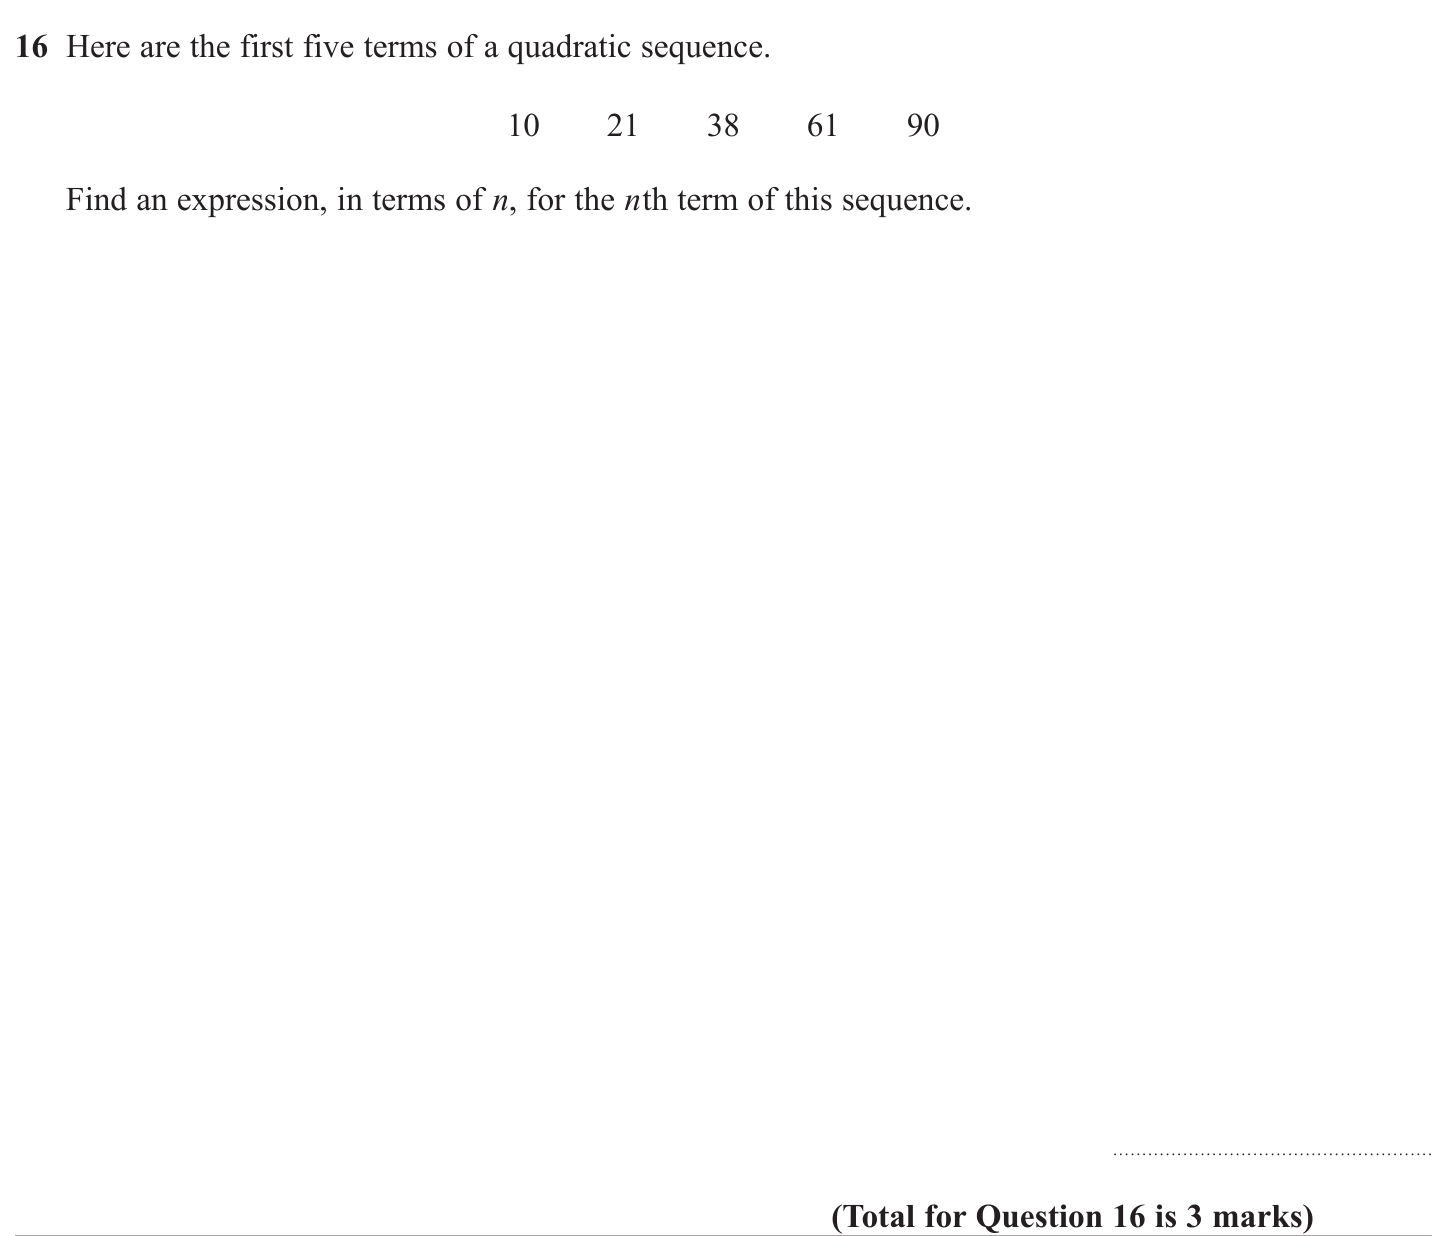 16 Here are the first five terms of a quadratic sequence.
10 21 38 61 90
Find an expression, in terms of n, for the nth term of this sequence.
(Total for Question 16 is 3 marks)